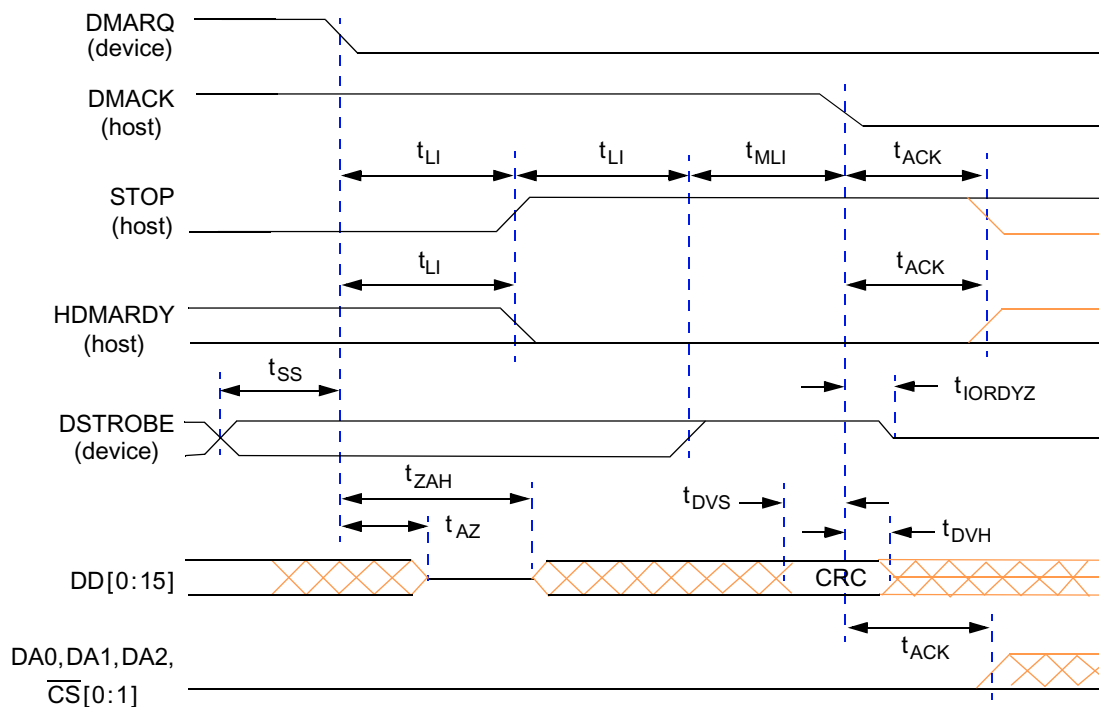 DMARQ
(device)
DMACK
(host)
tLI tLI tMLI tACK
STOP
(host)
tLI tACK
HDMARDY
(host)
tSS
tIORDYZ
DSTROBE
(device)
tZAH
tDVS
tAZ
tDVH
DD[0:15]
CRC
tACK
DA0,DA1,DA2,
CS[0:1]